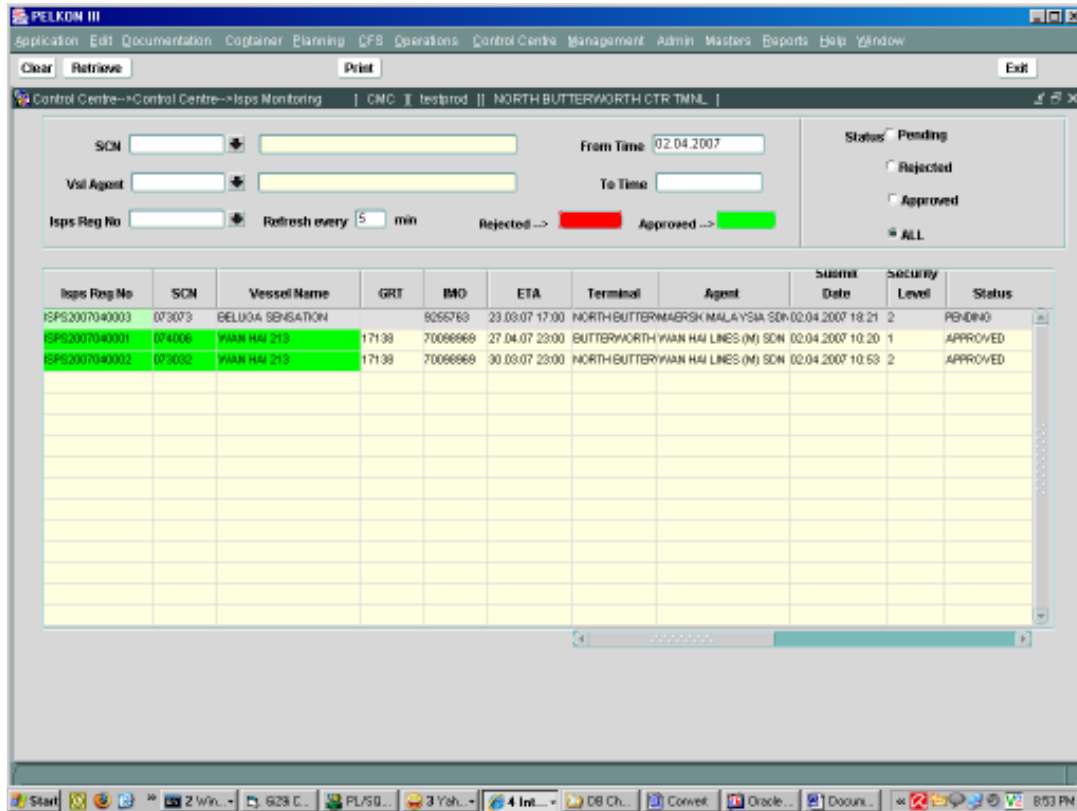 PELKON III
Application Edit Documentation Container Planning CFS Operations Control Centre Management Admin Masters Reports Help Window
Clear Retrieve Print Exit
Control Centre-->Control Centre-->Isps Monitoring [ CMC ][ testprod ][ NORTH BUTTERWORTH CTR TMNL ]
SCN From Time 02.04.2007 Status Pending
Rejected
Vsl Agent To Time
Approved
Isps Reg No Refresh every 5 min Rejected --> Approved -->
ALL
Isps Reg No SCN Vessel Name GRT IMO ETA Terminal Agent Submit Date Security Level Status
ISPS2007040003 073073 BELUGA SENSATION 9255763 23.03.07 17:00 NORTH BUTTERW MAERSK MALAYSIA SDN 02.04.2007 18:21 2 PENDING
ISPS2007040001 074006 WAN HAI 213 17138 70098969 27.04.07 23:00 BUTTERWORTH WAN HAI LINES (M) SDN 02.04.2007 10:20 1 APPROVED
ISPS2007040002 073032 WAN HAI 213 17138 70098969 30.03.07 23:00 NORTH BUTTERW WAN HAI LINES (M) SDN 02.04.2007 10:53 2 APPROVED
Start 2 Win... 629 C... PL/SQ... 3 Yah... 4 Int... DB Ch... Convert Oracle... Docum... 8:53 PM